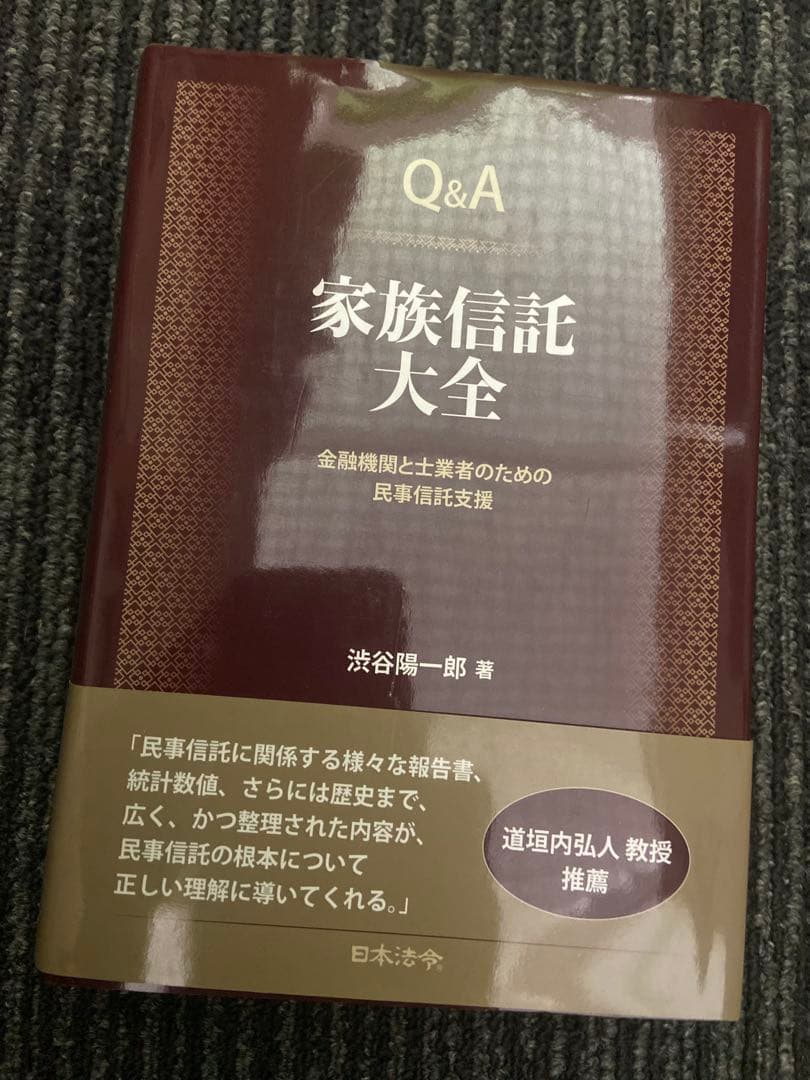 Q&A
家族信託
大全
金融機関と士業者のための
民事信託支援
渋谷陽一郎 著
「民事信託に関係する様々な報告書、
統計数値、さらには歴史まで、
広く、かつ整理された内容が、
民事信託の根本について
正しい理解に導いてくれる。」
道垣内弘人 教授
推薦
日本法令®